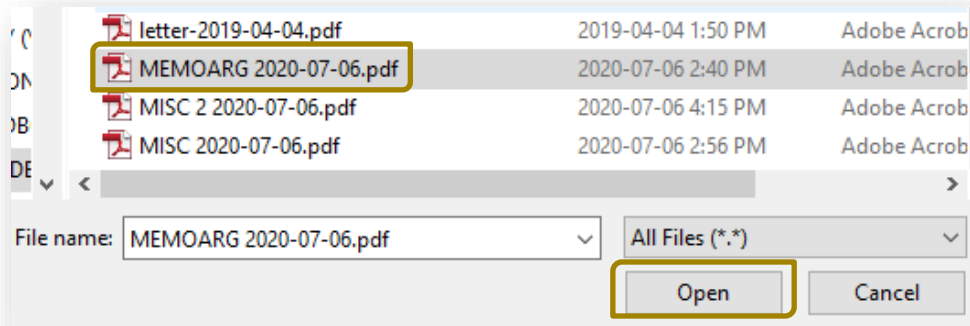 letter-2019-04-04.pdf 2019-04-04 1:50 PM Adobe Acrob
MEMOARG 2020-07-06.pdf 2020-07-06 2:40 PM Adobe Acrob
MISC 2 2020-07-06.pdf 2020-07-06 4:15 PM Adobe Acrob
MISC 2020-07-06.pdf 2020-07-06 2:56 PM Adobe Acrob
File name: MEMOARG 2020-07-06.pdf All Files (*.*)
Open Cancel